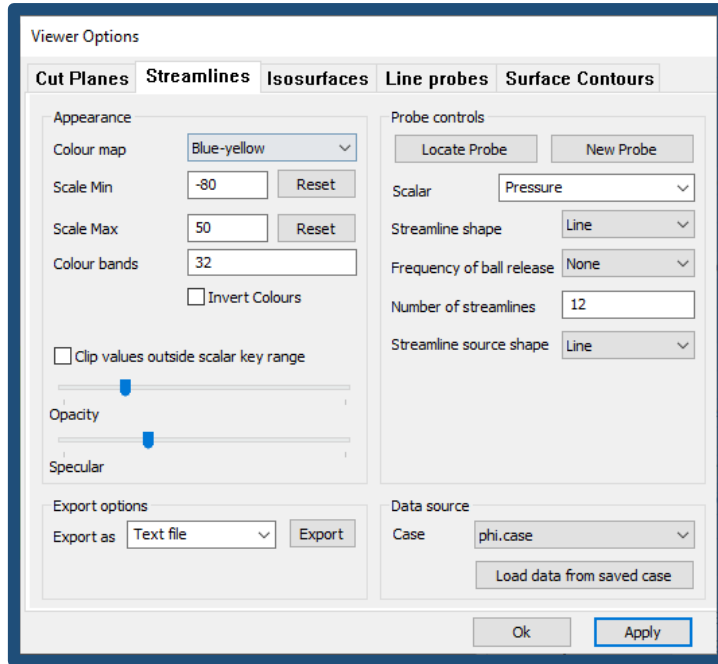 Viewer Options
Cut Planes Streamlines Isosurfaces Line probes Surface Contours
Appearance
Colour map Blue-yellow
Scale Min -80 Reset
Scale Max 50 Reset
Colour bands 32
Invert Colours
Clip values outside scalar key range
Opacity
Specular
Export options
Export as Text file Export
Probe controls
Locate Probe New Probe
Scalar Pressure
Streamline shape Line
Frequency of ball release None
Number of streamlines 12
Streamline source shape Line
Data source
Case phi.case
Load data from saved case
Ok Apply